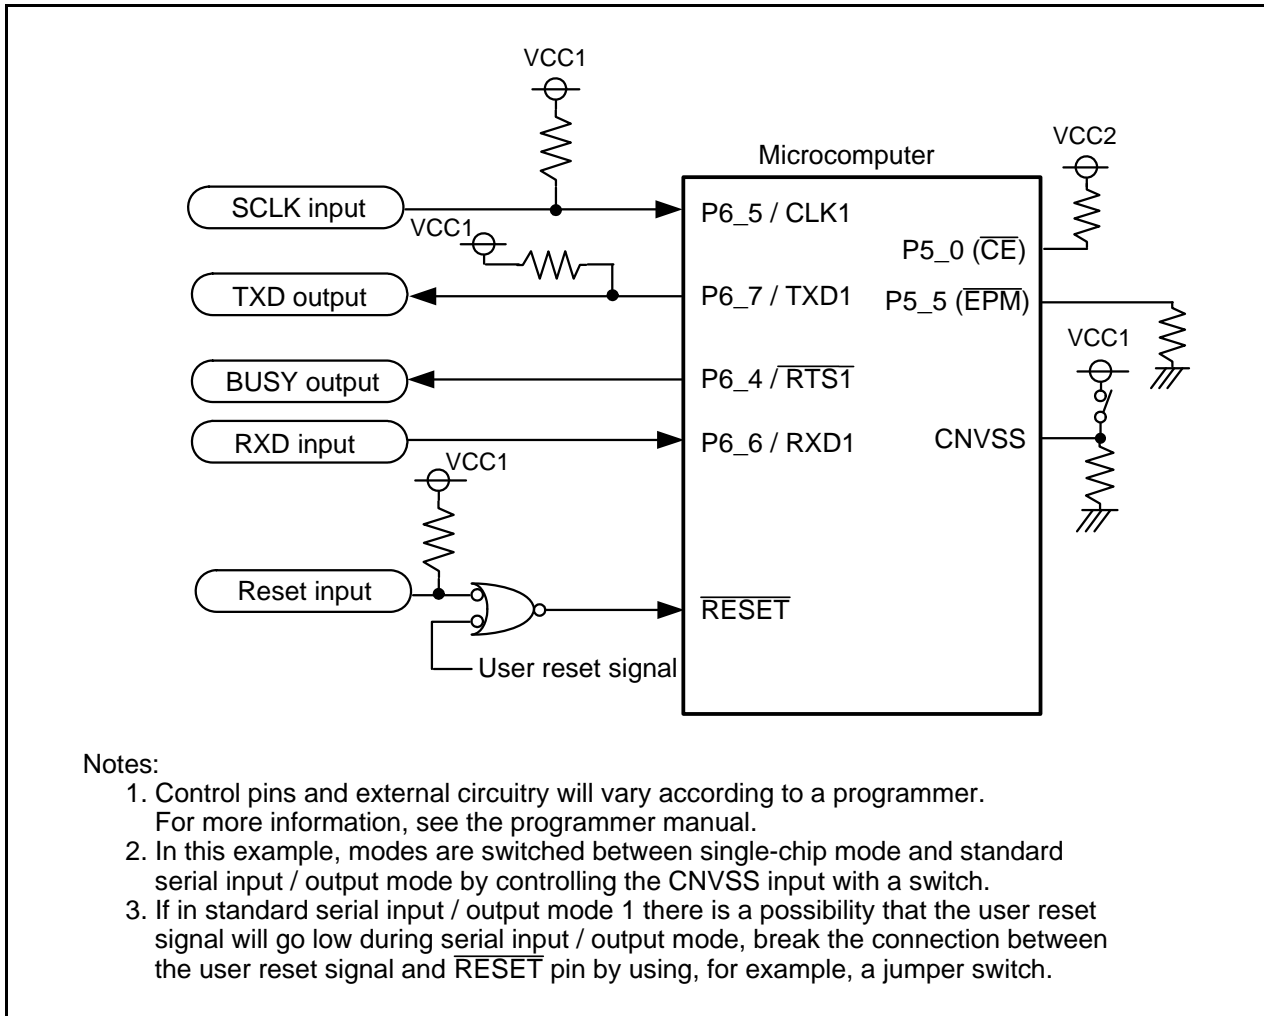 VCC1
VCC2
Microcomputer
SCLK input
P6_5 / CLK1
VCC1
P5_0 (C̅E̅)
TXD output
P6_7 / TXD1
P5_5 (E̅P̅M̅)
VCC1
BUSY output
P6_4 / R̅T̅S̅1̅
RXD input
P6_6 / RXD1
CNVSS
VCC1
Reset input
R̅E̅S̅E̅T̅
User reset signal
Notes:
1. Control pins and external circuitry will vary according to a programmer.
For more information, see the programmer manual.
2. In this example, modes are switched between single-chip mode and standard
serial input / output mode by controlling the CNVSS input with a switch.
3. If in standard serial input / output mode 1 there is a possibility that the user reset
signal will go low during serial input / output mode, break the connection between
the user reset signal and R̅E̅S̅E̅T̅ pin by using, for example, a jumper switch.